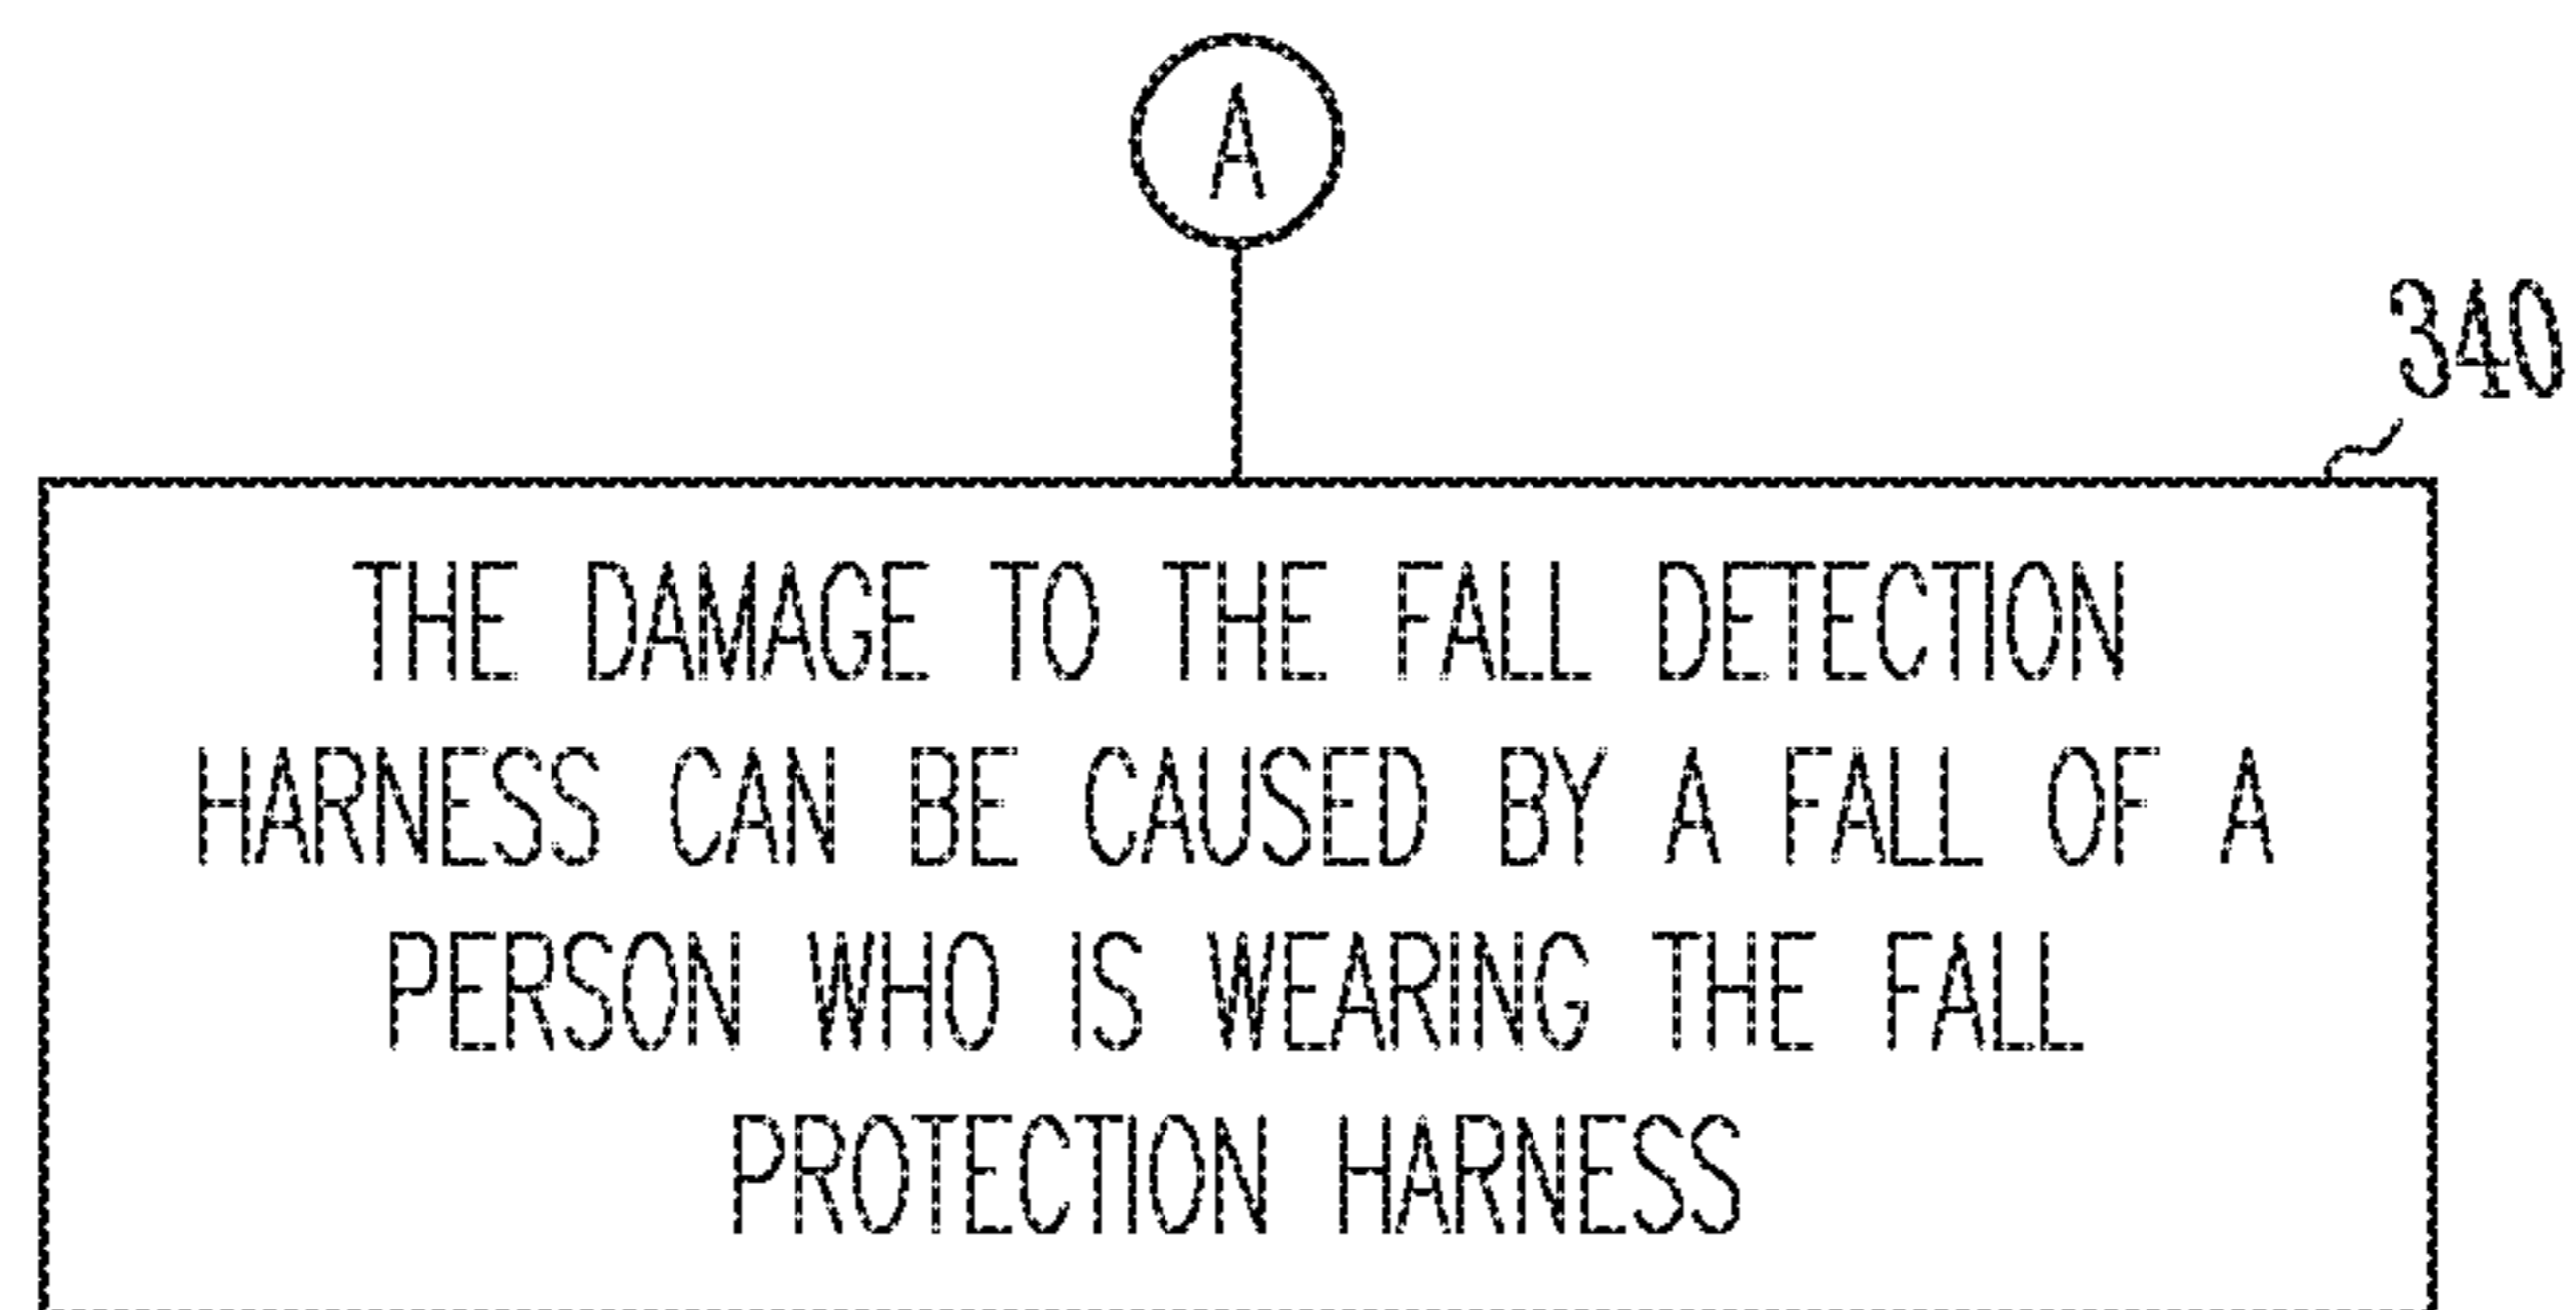 A
340
THE DAMAGE TO THE FALL DETECTION
HARNESS CAN BE CAUSED BY A FALL OF A
PERSON WHO IS WEARING THE FALL
PROTECTION HARNESS